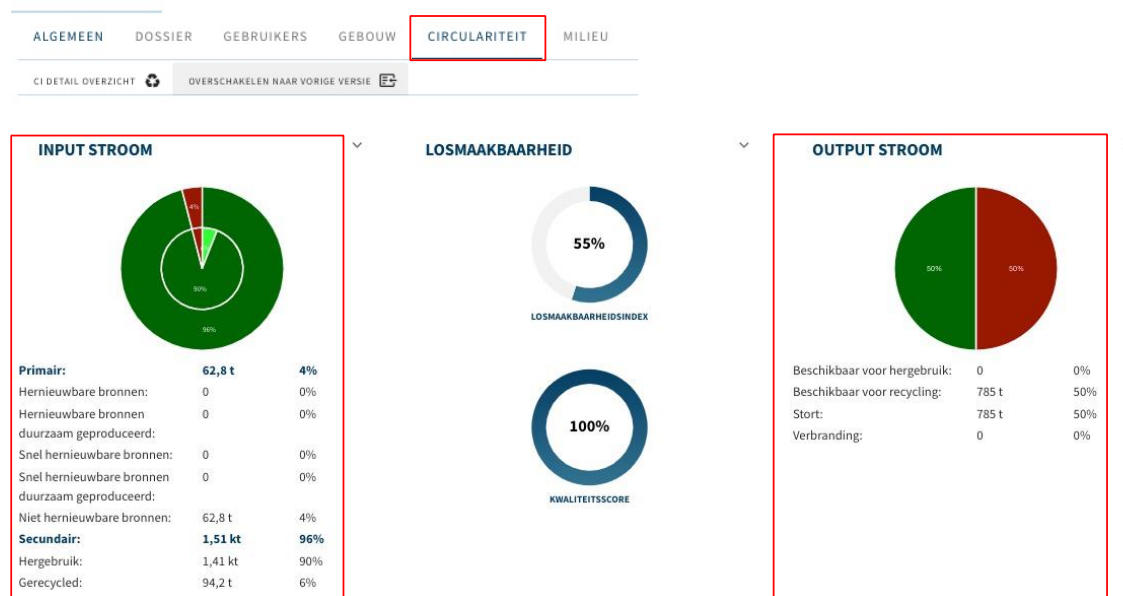 ALGEMEEN DOSSIER GEBRUIKERS GEBOUW CIRCULARITEIT MILIEU
CI DETAIL OVERZICHT OVERSCHAKELEN NAAR VORIGE VERSIE
INPUT STROOM
4%
90%
96%
Primair: 62,8 t 4%
Hernieuwbare bronnen: 0 0%
Hernieuwbare bronnen
duurzaam geproduceerd: 0 0%
Snel hernieuwbare bronnen: 0 0%
Snel hernieuwbare bronnen
duurzaam geproduceerd: 0 0%
Niet hernieuwbare bronnen: 62,8 t 4%
Secundair: 1,51 kt 96%
Hergebruik: 1,41 kt 90%
Gerecycled: 94,2 t 6%
LOSMAAKBAARHEID
55%
LOSMAAKBAARHEIDSINDEX
100%
KWALITEITSSCORE
OUTPUT STROOM
50% 50%
Beschikbaar voor hergebruik: 0 0%
Beschikbaar voor recycling: 785 t 50%
Stort: 785 t 50%
Verbranding: 0 0%